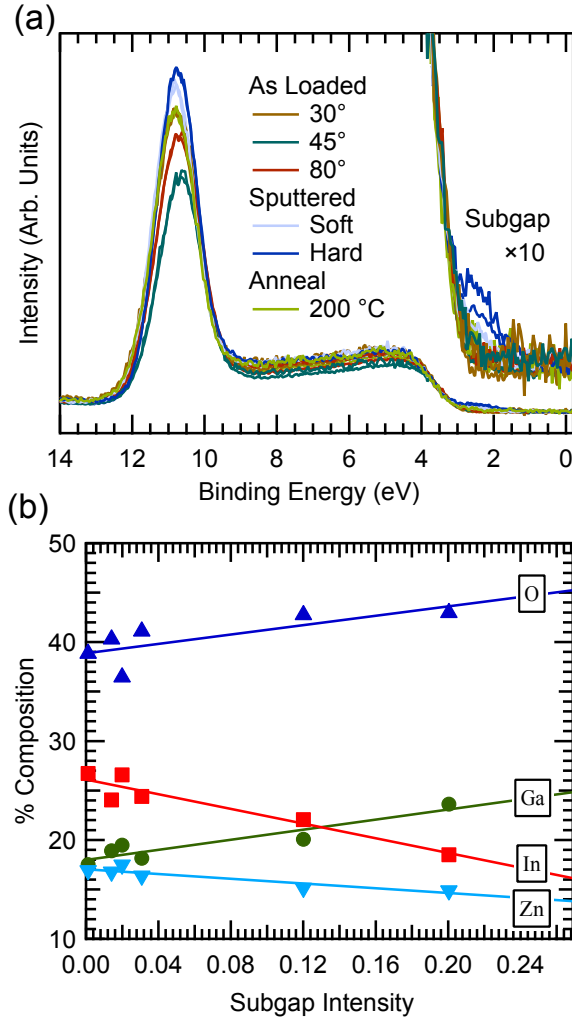 (a)
Intensity (Arb. Units)
As Loaded
30°
45°
80°
Sputtered
Soft
Hard
Anneal
200 °C
Subgap
×10
14 12 10 8 6 4 2 0
Binding Energy (eV)
(b)
% Composition
50
40
30
20
10
O
Ga
In
Zn
0.00 0.04 0.08 0.12 0.16 0.20 0.24
Subgap Intensity